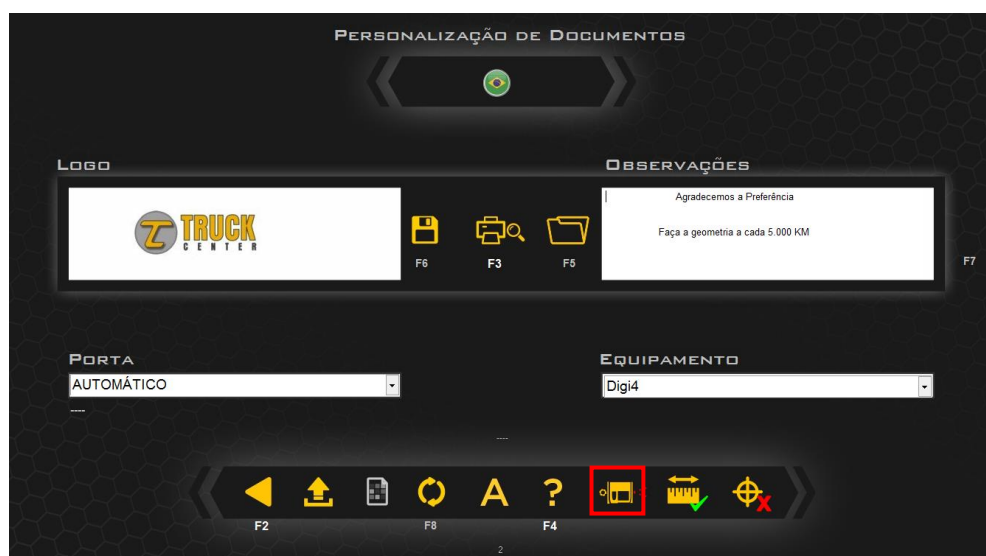 Personalização de Documentos
Logo
Observações
TRUCK
CENTER
Agradecemos a Preferência
Faça a geometria a cada 5.000 KM
F6
F3
F5
F7
Porta
Equipamento
AUTOMÁTICO
Digi4
----
----
A
?
F2
F8
F4
2